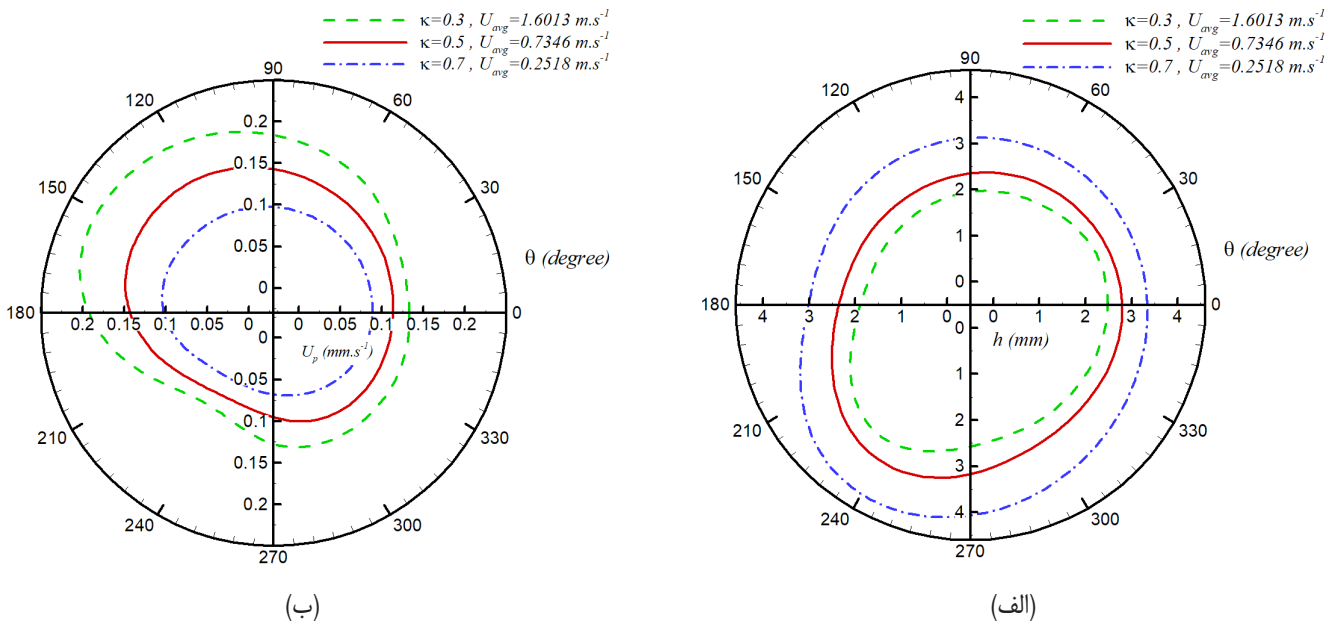 κ=0.3 , U_avg=1.6013 m.s⁻¹
κ=0.5 , U_avg=0.7346 m.s⁻¹
κ=0.7 , U_avg=0.2518 m.s⁻¹
90
120 60
150 30
180 0
210 330
240 300
270
0.2
0.15
0.1
0.05
0
0.2 0.15 0.1 0.05 0 0 0.05 0.1 0.15 0.2
0
0.05
0.1
0.15
0.2
U_p (mm.s⁻¹)
θ (degree)
(ب)
κ=0.3 , U_avg=1.6013 m.s⁻¹
κ=0.5 , U_avg=0.7346 m.s⁻¹
κ=0.7 , U_avg=0.2518 m.s⁻¹
90
120 60
150 30
180 0
210 330
240 300
270
4
3
2
1
0
4 3 2 1 0 0 1 2 3 4
0
1
2
3
4
h (mm)
θ (degree)
(الف)